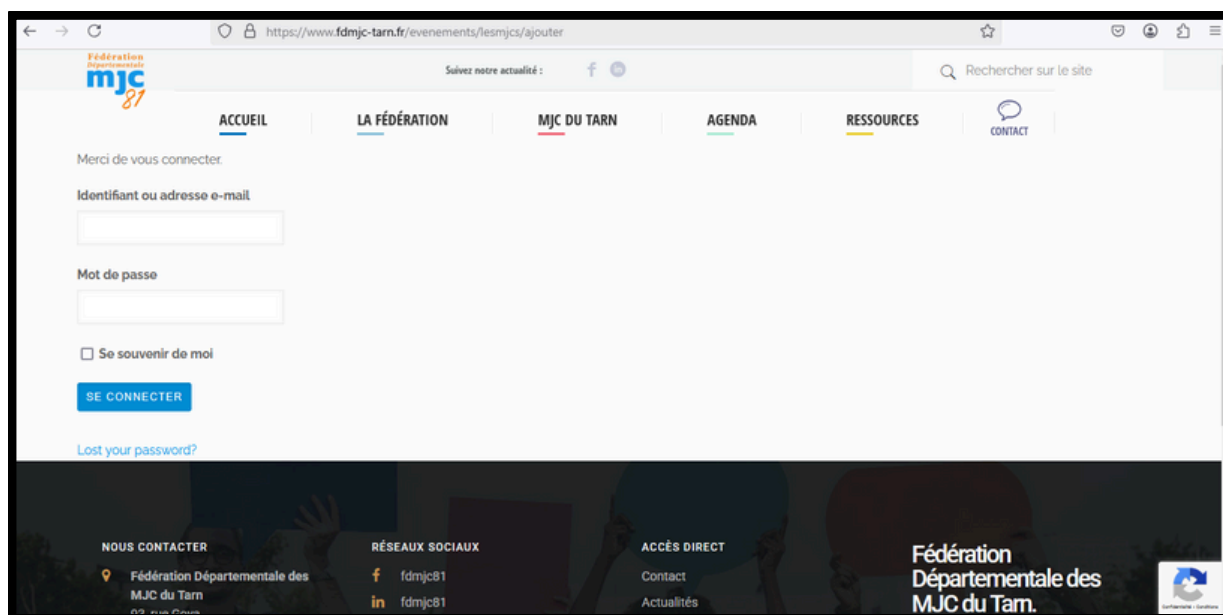 https://www.fdmjc-tarn.fr/evenements/lesmjcs/ajouter
Fédération
Départementale
mjc
81
Suivez notre actualité :
Rechercher sur le site
ACCUEIL
LA FÉDÉRATION
MJC DU TARN
AGENDA
RESSOURCES
CONTACT
Merci de vous connecter.
Identifiant ou adresse e-mail
Mot de passe
Se souvenir de moi
SE CONNECTER
Lost your password?
NOUS CONTACTER
Fédération Départementale des
MJC du Tarn
RÉSEAUX SOCIAUX
fdmjc81
fdmjc81
ACCÈS DIRECT
Contact
Actualités
Fédération
Départementale des
MJC du Tarn.
Confidentialité - Conditions